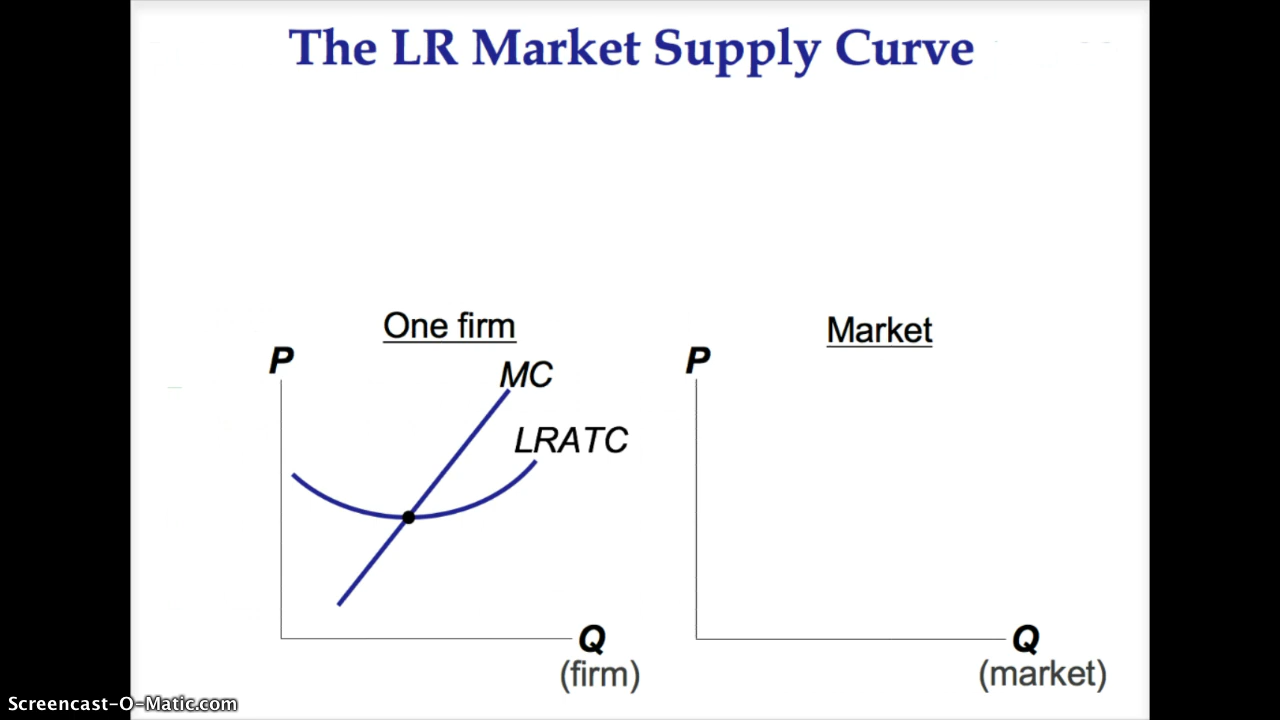 The LR Market Supply Curve
One firm
Market
P
P
MC
LRATC
Q
Q
(firm)
(market)
Screencast-O-Matic.com